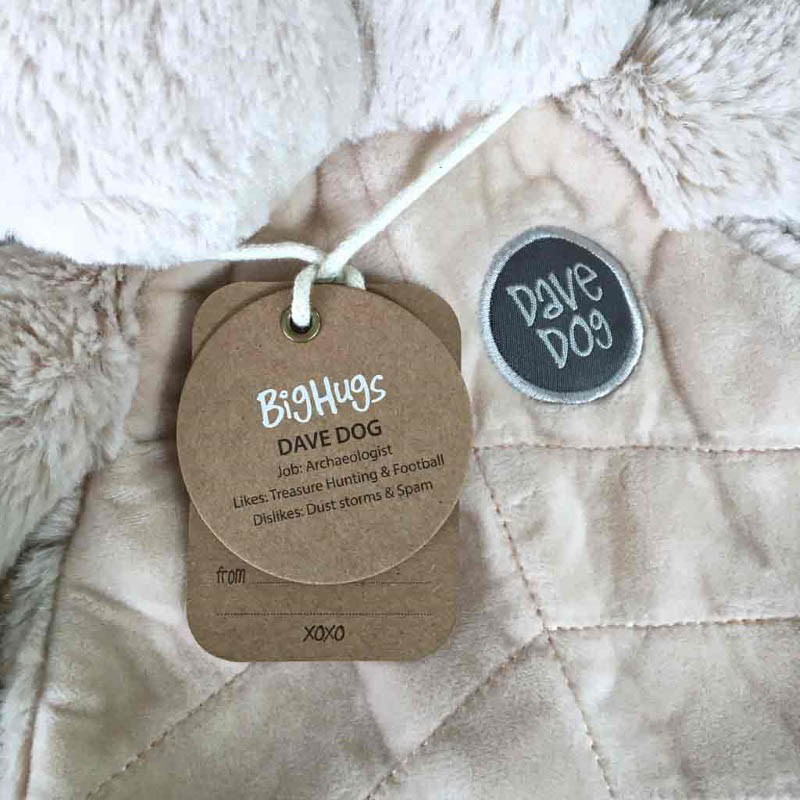 Dave
Dog
BigHugs
DAVE DOG
Job: Archaeologist
Likes: Treasure Hunting & Football
Dislikes: Dust storms & Spam
from
xoxo